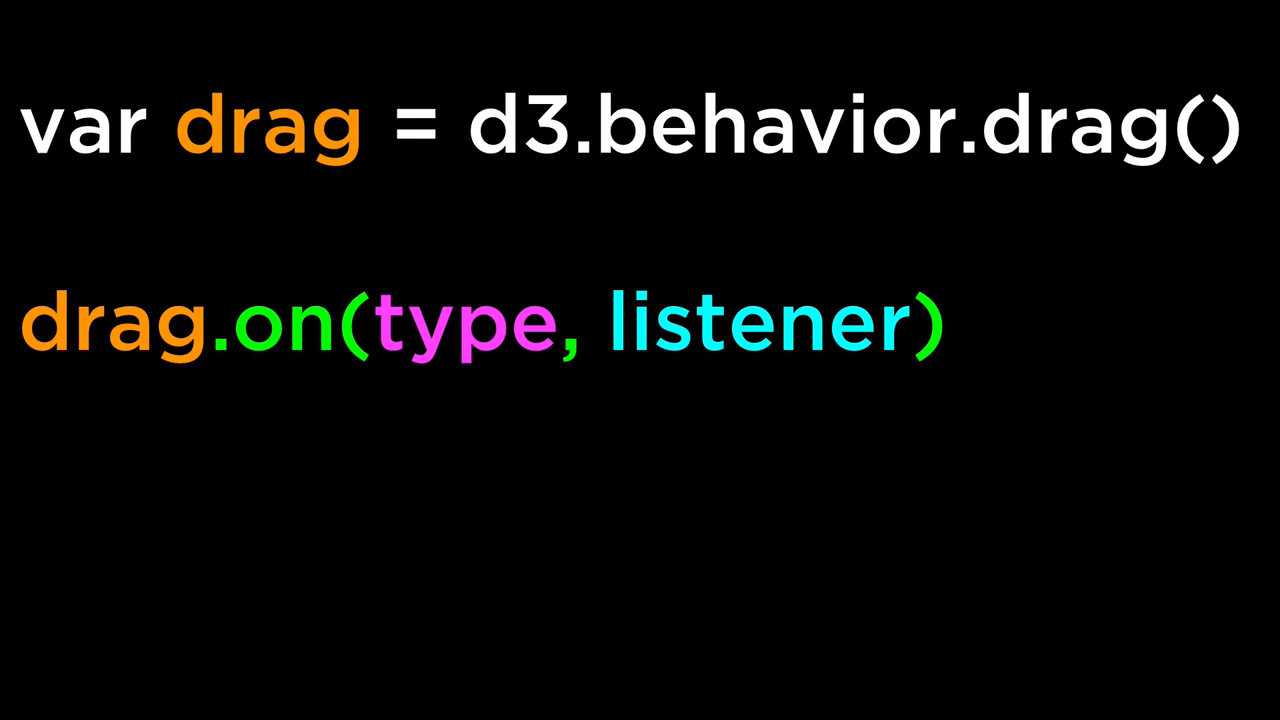 var drag = d3.behavior.drag()
drag.on(type, listener)